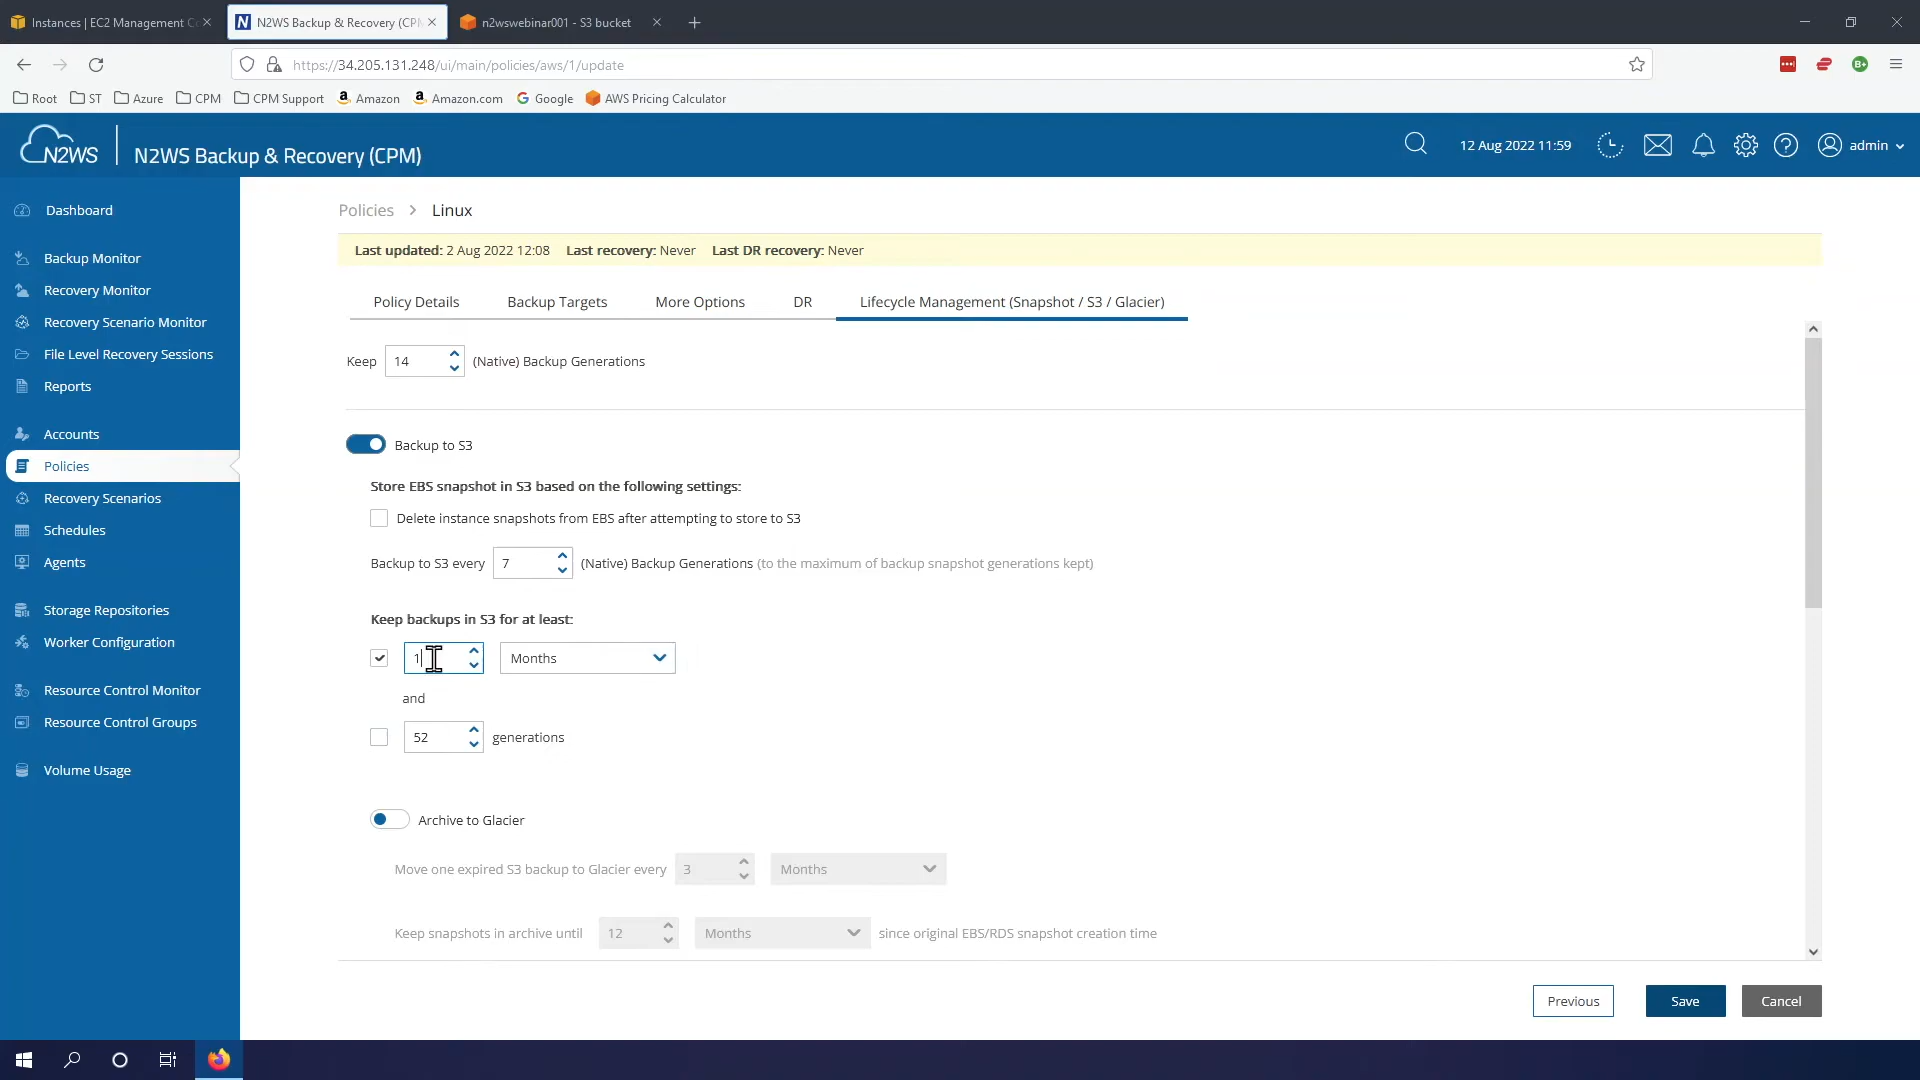 Instances | EC2 Management C
N2WS Backup & Recovery (CPM
n2wswebinar001 - S3 bucket
https://34.205.131.248/ui/main/policies/aws/1/update
Root ST Azure CPM CPM Support Amazon Amazon.com Google AWS Pricing Calculator
N2WS N2WS Backup & Recovery (CPM) 12 Aug 2022 11:59 admin
Dashboard
Backup Monitor
Recovery Monitor
Recovery Scenario Monitor
File Level Recovery Sessions
Reports
Accounts
Policies
Recovery Scenarios
Schedules
Agents
Storage Repositories
Worker Configuration
Resource Control Monitor
Resource Control Groups
Volume Usage
Policies > Linux
Last updated: 2 Aug 2022 12:08 Last recovery: Never Last DR recovery: Never
Policy Details Backup Targets More Options DR Lifecycle Management (Snapshot / S3 / Glacier)
Keep 14 (Native) Backup Generations
Backup to S3
Store EBS snapshot in S3 based on the following settings:
Delete instance snapshots from EBS after attempting to store to S3
Backup to S3 every 7 (Native) Backup Generations (to the maximum of backup snapshot generations kept)
Keep backups in S3 for at least:
1 Months
and
52 generations
Archive to Glacier
Move one expired S3 backup to Glacier every 3 Months
Keep snapshots in archive until 12 Months since original EBS/RDS snapshot creation time
Previous Save Cancel